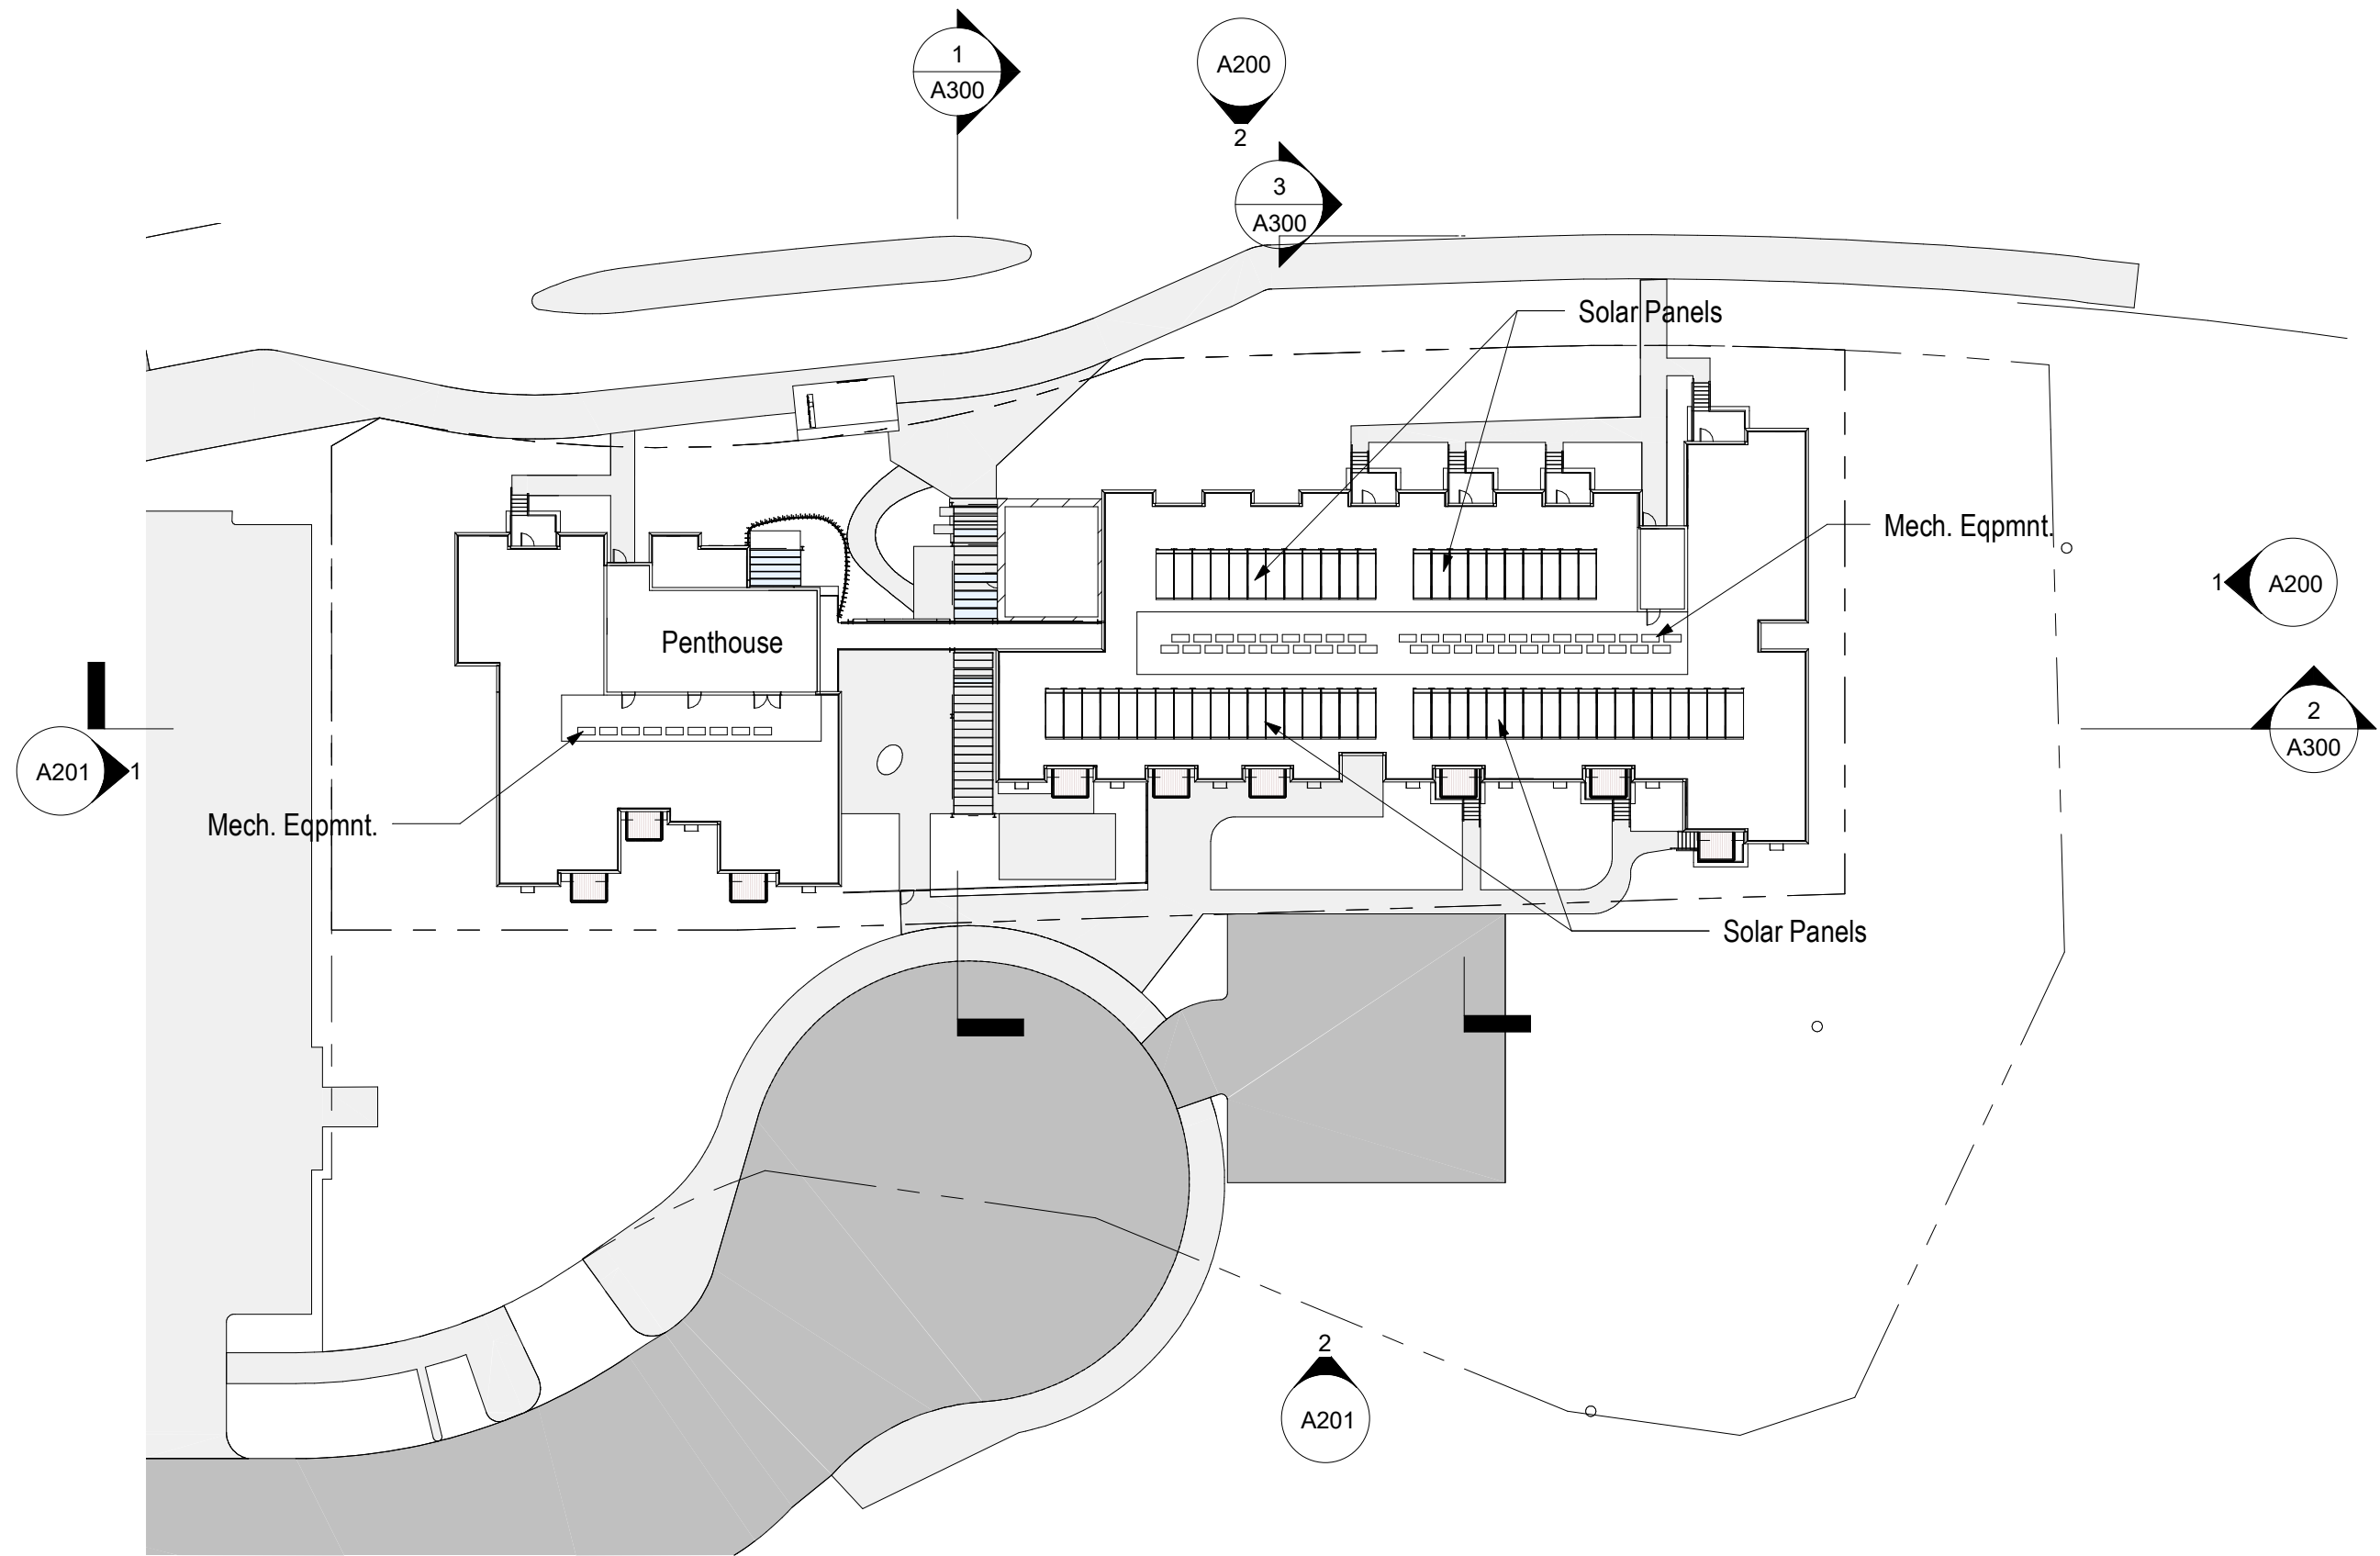 1
A300
A200
2
3
A300
Solar Panels
Mech. Eqpmnt.
1
A200
Penthouse
2
A300
A201
1
Mech. Eqpmnt.
Solar Panels
2
A201